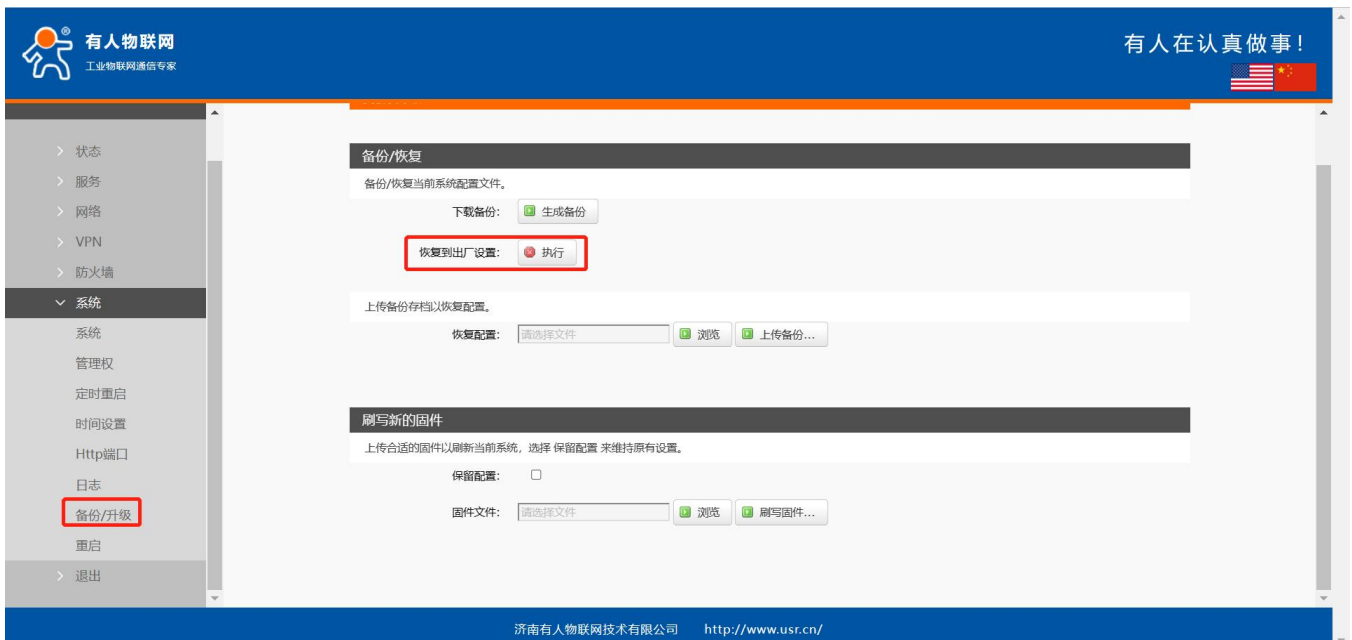 有人物联网
工业物联网通信专家
有人在认真做事!
状态
服务
网络
VPN
防火墙
系统
系统
管理权
定时重启
时间设置
Http端口
日志
备份/升级
重启
退出
备份/恢复
备份/恢复当前系统配置文件。
下载备份: 生成备份
恢复到出厂设置: 执行
上传备份存档以恢复配置。
恢复配置: 请选择文件 浏览 上传备份...
刷写新的固件
上传合适的固件以刷新当前系统，选择 保留配置 来维持原有设置。
保留配置:
固件文件: 请选择文件 浏览 刷写固件...
济南有人物联网技术有限公司 http://www.usr.cn/